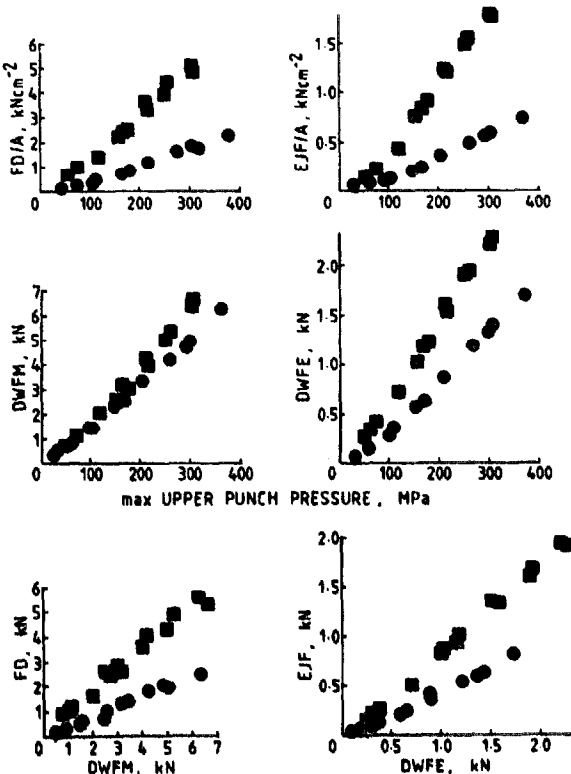 FD/A, kNcm-2
6
5
4
3
2
1
0 100 200 300 400
EJF/A, kNcm-2
1.5
1.0
0.5
0 100 200 300 400
DWFM, kN
7
6
5
4
3
2
1
0 100 200 300 400
DWFE, kN
2.0
1.5
1.0
0.5
0 100 200 300 400
max UPPER PUNCH PRESSURE, MPa
FD, kN
6
5
4
3
2
1
0 1 2 3 4 5 6 7
DWFM, kN
EJF, kN
2.0
1.5
1.0
0.5
0 0.5 1.0 1.5 2.0
DWFE, kN